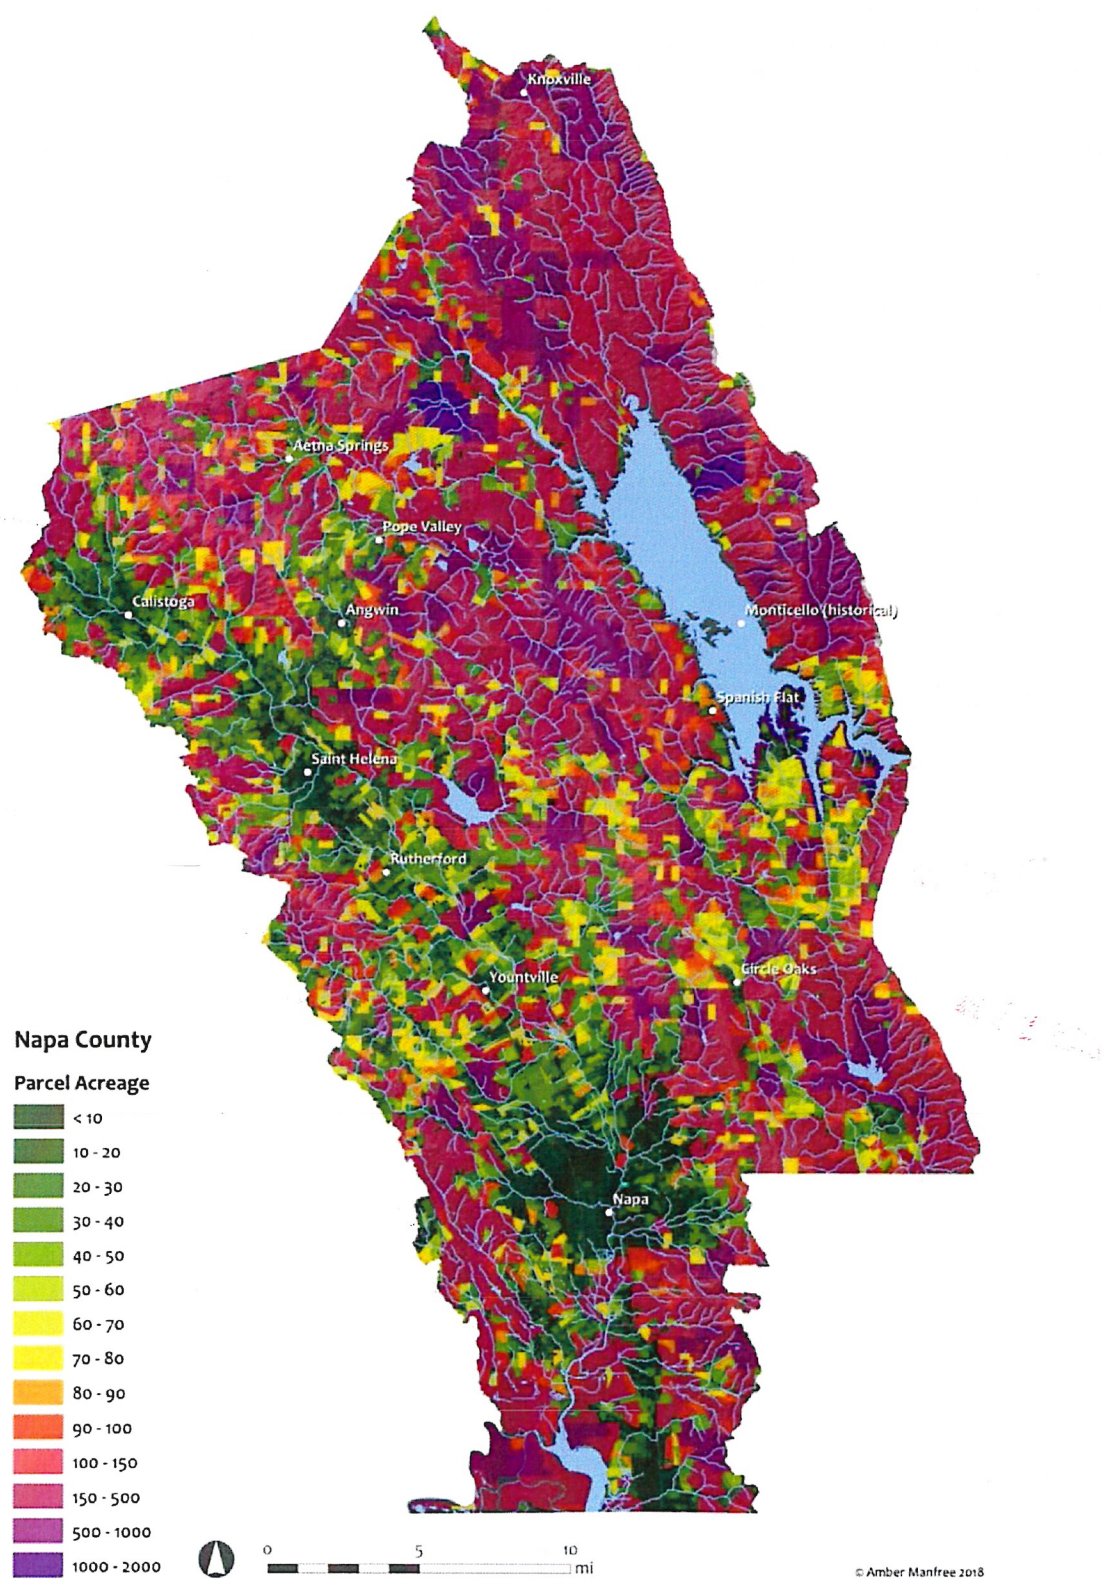 Knoxville
Aetna Springs
Pope Valley
Calistoga
Angwin
Monticello (historical)
Spanish Flat
Saint Helena
Rutherford
Circle Oaks
Yountville
Napa
Napa County
Parcel Acreage
< 10
10 - 20
20 - 30
30 - 40
40 - 50
50 - 60
60 - 70
70 - 80
80 - 90
90 - 100
100 - 150
150 - 500
500 - 1000
1000 - 2000
0 5 10
mi
© Amber Manfree 2018